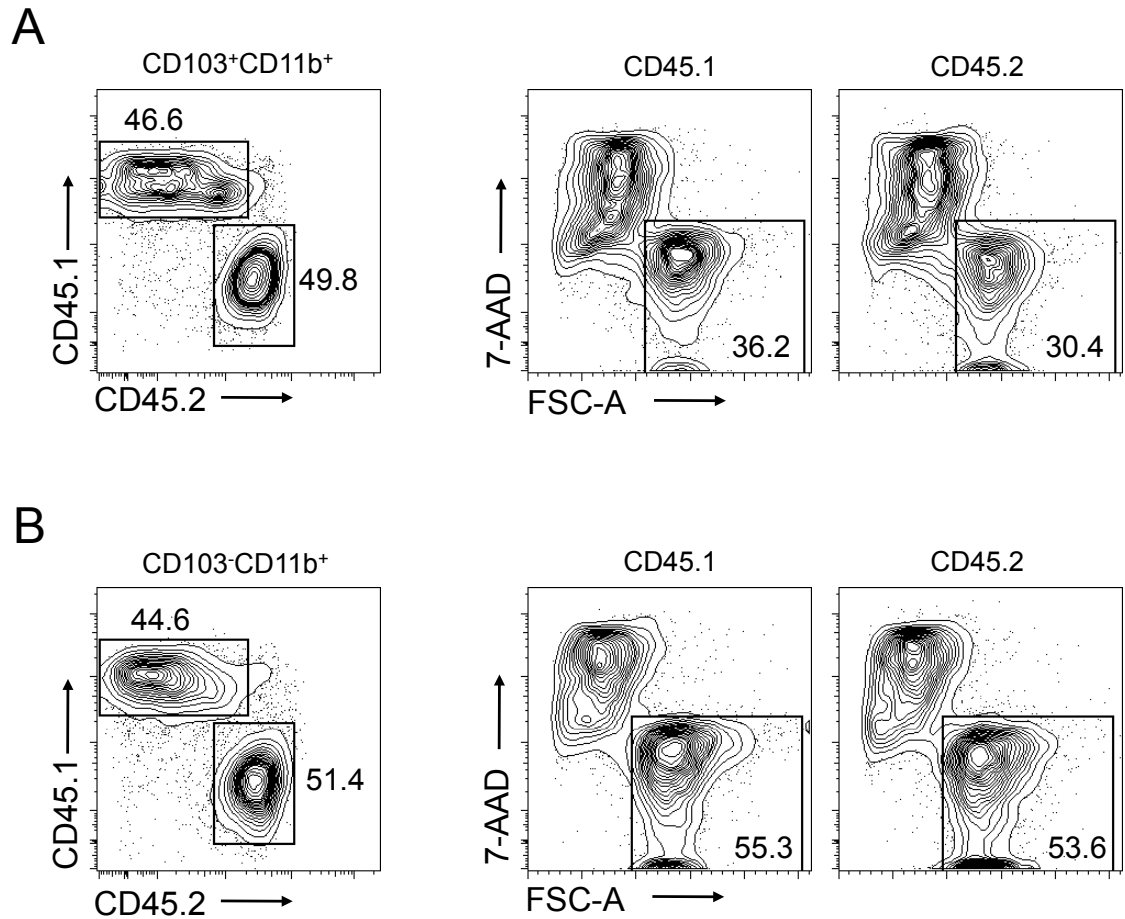 A
CD103⁺CD11b⁺
CD45.1
CD45.2
46.6
49.8
CD45.1
CD45.2
7-AAD
36.2
30.4
FSC-A
B
CD103⁻CD11b⁺
CD45.1
CD45.2
44.6
51.4
CD45.1
CD45.2
7-AAD
55.3
53.6
FSC-A